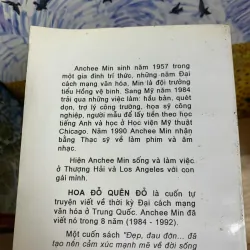 Anchee Min sinh năm 1957 trong
một gia đình trí thức, những năm Đại
cách mạng văn hóa, Min là đội trưởng
tiểu Hồng vệ binh. Sang Mỹ năm 1984
trải qua những việc làm: hầu bàn, quét
dọn, trợ lý công trường, họa sỹ công
nghiệp, người mẫu để lấy tiền theo học
tiếng Anh và học ở Học viện Mỹ thuật
Chicago. Năm 1990 Anchee Min nhận
bằng Thạc sỹ về làm phim và âm
nhạc.
Hiện Anchee Min sống và làm việc
ở Thượng Hải và Los Angeles với con
gái mình.
HOA ĐỖ QUÊN ĐỎ là cuốn tự
truyện viết về thời kỳ Đại cách mạng
văn hóa ở Trung Quốc. Anchee Min đã
viết nó trong 8 năm (1984 - 1992).
Một cuốn sách "Đẹp, đau đớn... đã
tạo nên cảm xúc mạnh mẽ về đời sống